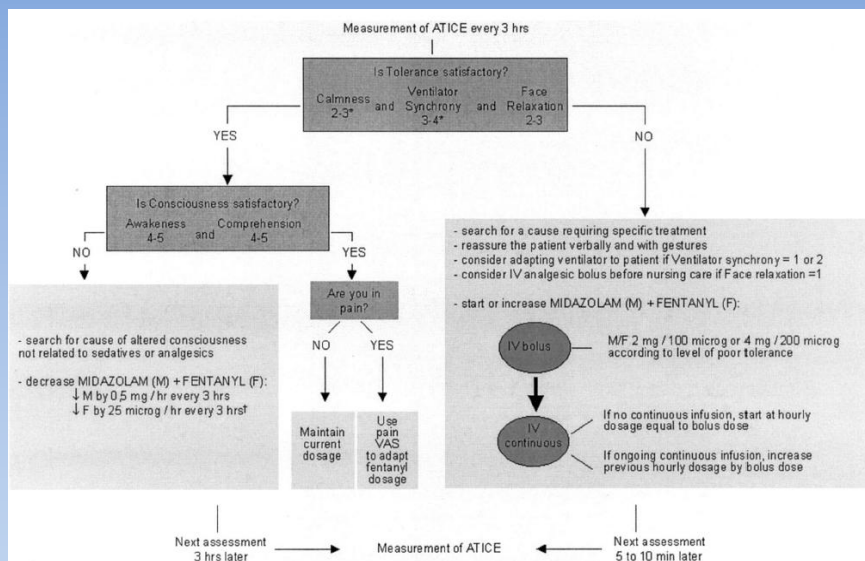 Measurement of ATICE every 3 hrs
Is Tolerance satisfactory?
Calmness
2-3*
and
Ventilator
Synchrony
3-4*
and
Face
Relaxation
2-3
YES
NO
Is Consciousness satisfactory?
Awakeness
4-5
and
Comprehension
4-5
NO
YES
- search for cause of altered consciousness
not related to sedatives or analgesics
- decrease MIDAZOLAM (M) + FENTANYL (F):
↓ M by 0,5 mg / hr every 3 hrs
↓ F by 25 microg / hr every 3 hrs†
Are you in
pain?
NO
YES
Maintain
current
dosage
Use
pain
VAS
to adapt
fentanyl
dosage
- search for a cause requiring specific treatment
- reassure the patient verbally and with gestures
- consider adapting ventilator to patient if Ventilator synchrony = 1 or 2
- consider IV analgesic bolus before nursing care if Face relaxation =1
- start or increase MIDAZOLAM (M) + FENTANYL (F):
IV bolus
M/F 2 mg / 100 microg or 4 mg / 200 microg
according to level of poor tolerance
IV
continuous
If no continuous infusion, start at hourly
dosage equal to bolus dose
If ongoing continuous infusion, increase
previous hourly dosage by bolus dose
Next assessment
3 hrs later
Measurement of ATICE
Next assessment
5 to 10 min later